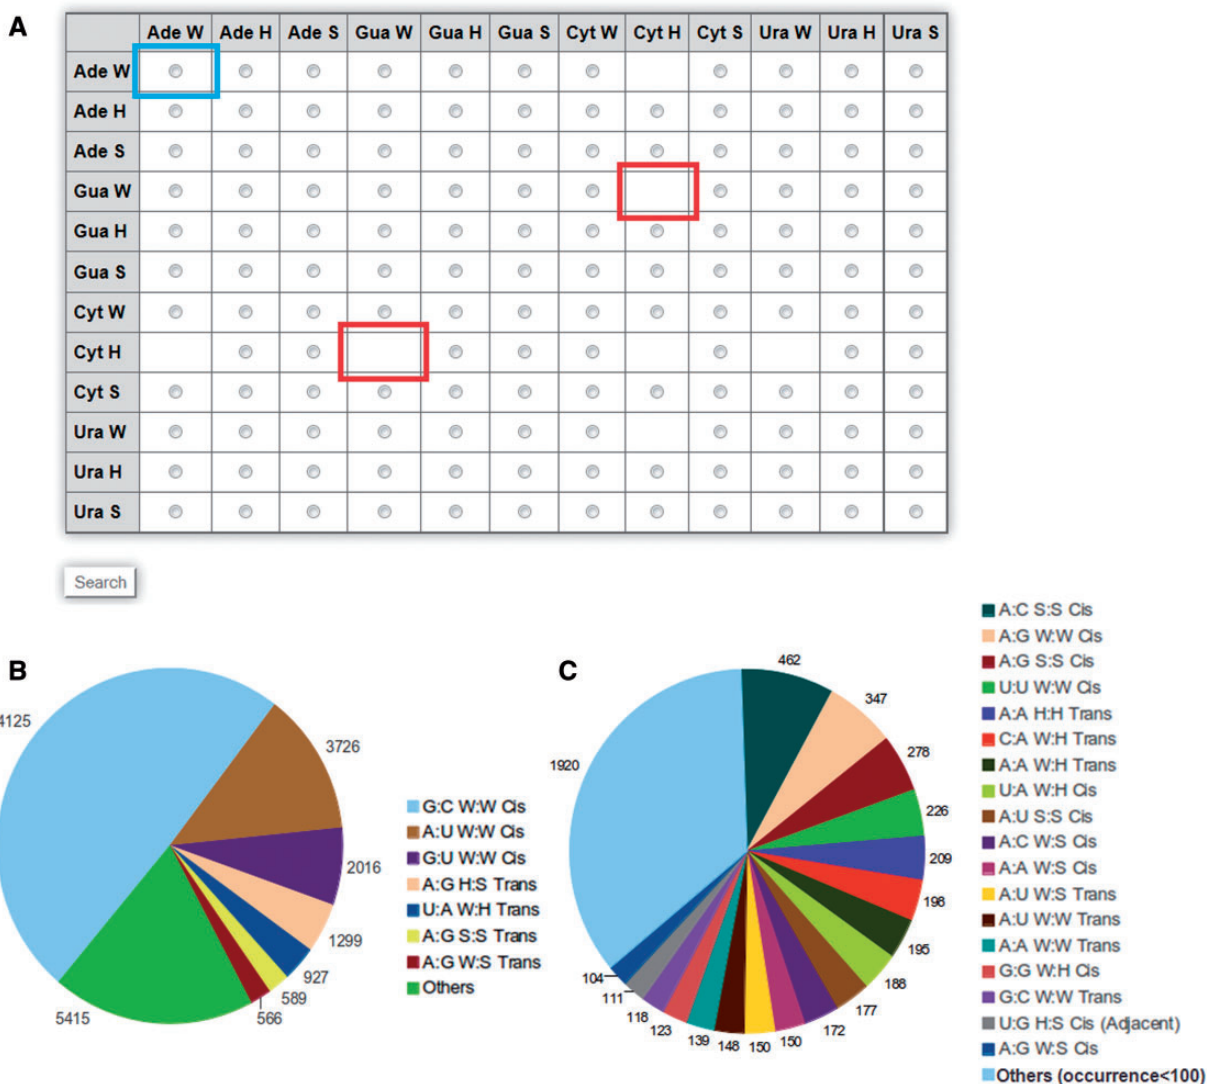 A
Ade W Ade H Ade S Gua W Gua H Gua S Cyt W Cyt H Cyt S Ura W Ura H Ura S
Ade W
Ade H
Ade S
Gua W
Gua H
Gua S
Cyt W
Cyt H
Cyt S
Ura W
Ura H
Ura S
Search
B
4125
3726
2016
1299
927
589
566
5415
G:C W:W Cis
A:U W:W Cis
G:U W:W Cis
A:G H:S Trans
U:A W:H Trans
A:G S:S Trans
A:G W:S Trans
Others
C
462
347
278
226
209
198
195
188
177
172
150
150
148
139
123
118
111
104
1920
A:C S:S Cis
A:G W:W Cis
A:G S:S Cis
U:U W:W Cis
A:A H:H Trans
C:A W:H Trans
A:A W:H Trans
U:A W:H Cis
A:U S:S Cis
A:C W:S Cis
A:A W:S Cis
A:U W:S Trans
A:U W:W Trans
A:A W:W Trans
G:G W:H Cis
G:C W:W Trans
U:G H:S Cis (Adjacent)
A:G W:S Cis
Others (occurrence<100)